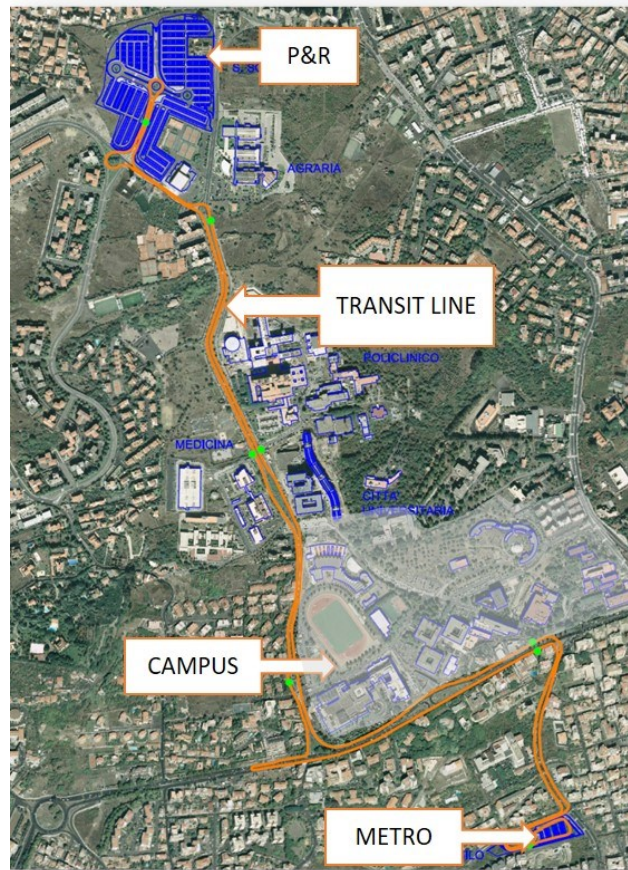 P&R
AGRARIA
TRANSIT LINE
POLICLINICO
MEDICINA
CITTA'
UNIVERSITARIA
CAMPUS
METRO